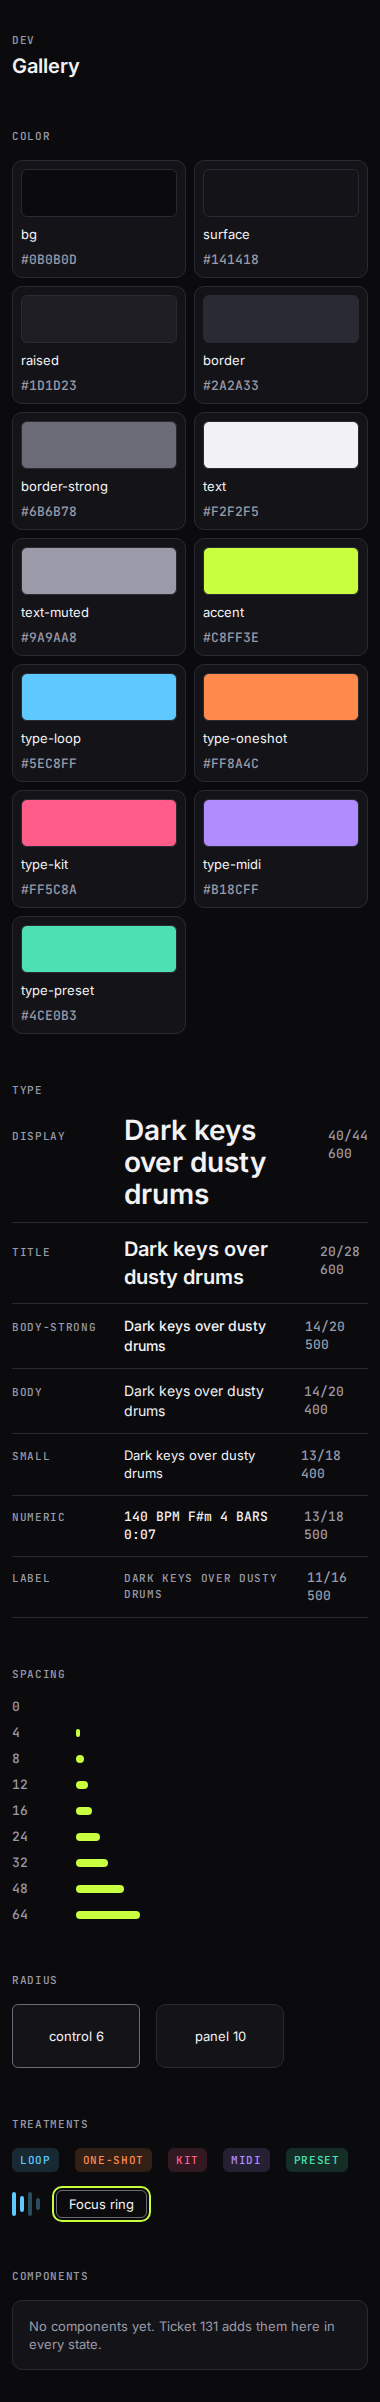 DEV
Gallery
COLOR
bg
#0B0B0D
surface
#141418
raised
#1D1D23
border
#2A2A33
border-strong
#6B6B78
text
#F2F2F5
text-muted
#9A9AA8
accent
#C8FF3E
type-loop
#5EC8FF
type-oneshot
#FF8A4C
type-kit
#FF5C8A
type-midi
#B18CFF
type-preset
#4CE0B3
TYPE
DISPLAY
Dark keys
over dusty
drums
40/44
600
TITLE
Dark keys over
dusty drums
20/28
600
BODY-STRONG
Dark keys over dusty
drums
14/20
500
BODY
Dark keys over dusty
drums
14/20
400
SMALL
Dark keys over dusty
drums
13/18
400
NUMERIC
140 BPM F#m 4 BARS
0:07
13/18
500
LABEL
DARK KEYS OVER DUSTY
DRUMS
11/16
500
SPACING
0
4
8
12
16
24
32
48
64
RADIUS
control 6
panel 10
TREATMENTS
LOOP
ONE-SHOT
KIT
MIDI
PRESET
Focus ring
COMPONENTS
No components yet. Ticket 131 adds them here in
every state.